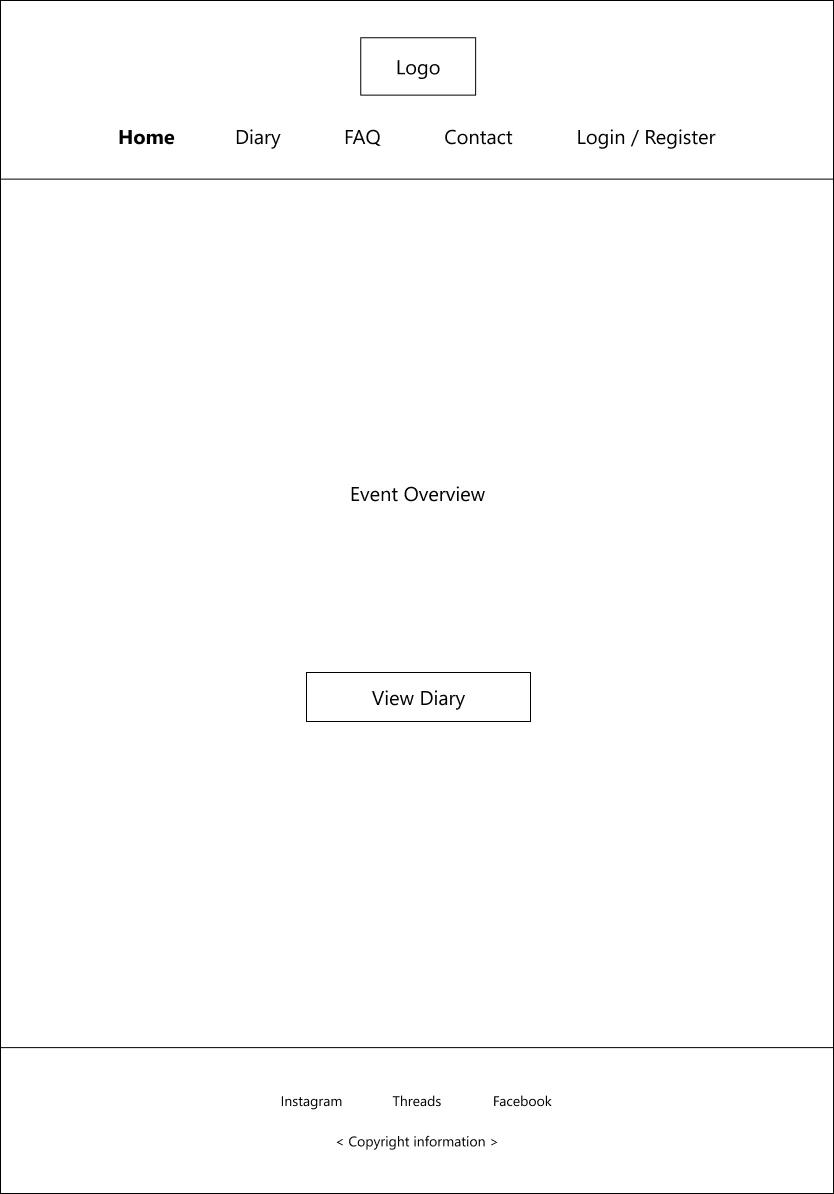 Logo
Home Diary FAQ Contact Login / Register
Event Overview
View Diary
Instagram Threads Facebook
< Copyright information >